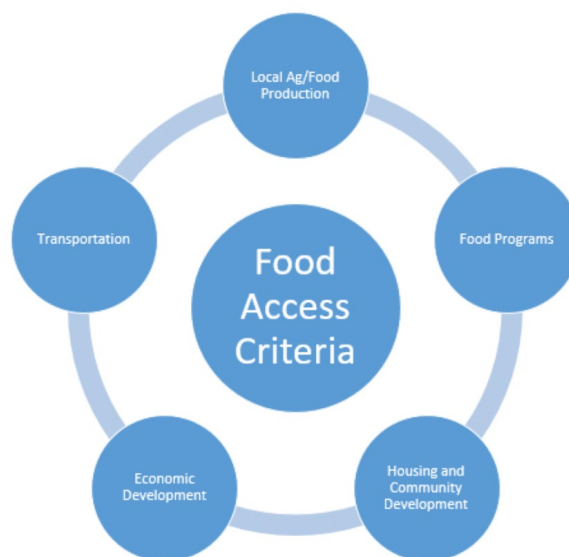 Local Ag/Food
Production
Transportation
Food Programs
Food
Access
Criteria
Economic
Development
Housing and
Community
Development